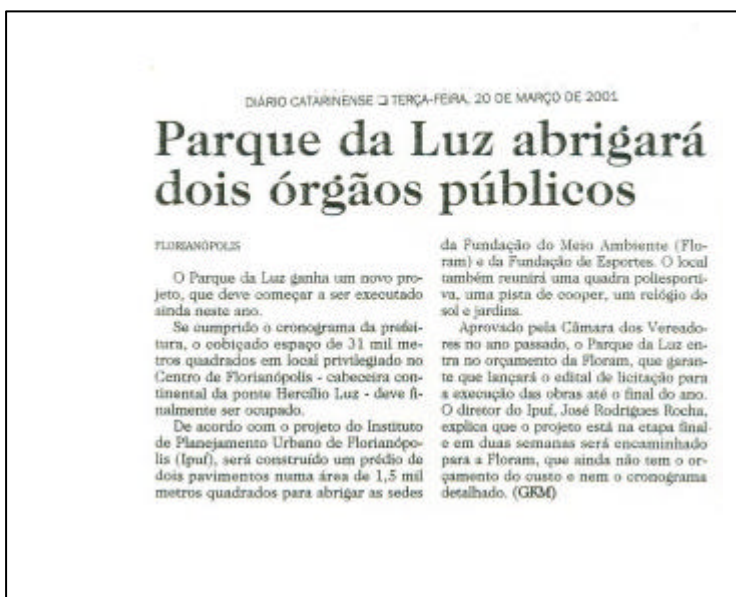 DIÁRIO CATARINENSE ❑ TERÇA-FEIRA, 20 DE MARÇO DE 2001
Parque da Luz abrigará
dois órgãos públicos
FLORIANÓPOLIS
O Parque da Luz ganha um novo pro-
jeto, que deve começar a ser executado
ainda neste ano.
Se cumprido o cronograma da prefei-
tura, o cobiçado espaço de 31 mil me-
tros quadrados em local privilegiado no
Centro de Florianópolis - cabeceira con-
tinental da ponte Hercílio Luz - deve fi-
nalmente ser ocupado.
De acordo com o projeto do Instituto
de Planejamento Urbano de Florianópo-
lis (Ipuf), será construído um prédio de
dois pavimentos numa área de 1,5 mil
metros quadrados para abrigar as sedes
da Fundação do Meio Ambiente (Flo-
ram) e da Fundação de Esportes. O local
também reunirá uma quadra poliesporti-
va, uma pista de cooper, um relógio do
sol e jardins.
Aprovado pela Câmara dos Vereado-
res no ano passado, o Parque da Luz en-
tra no orçamento da Floram, que garan-
te que lançará o edital de licitação para
a execução das obras até o final do ano.
O diretor do Ipuf, José Rodrigues Rocha,
explica que o projeto está na etapa final
e em duas semanas será encaminhado
para a Floram, que ainda não tem o or-
çamento do custo e nem o cronograma
detalhado. (GKM)